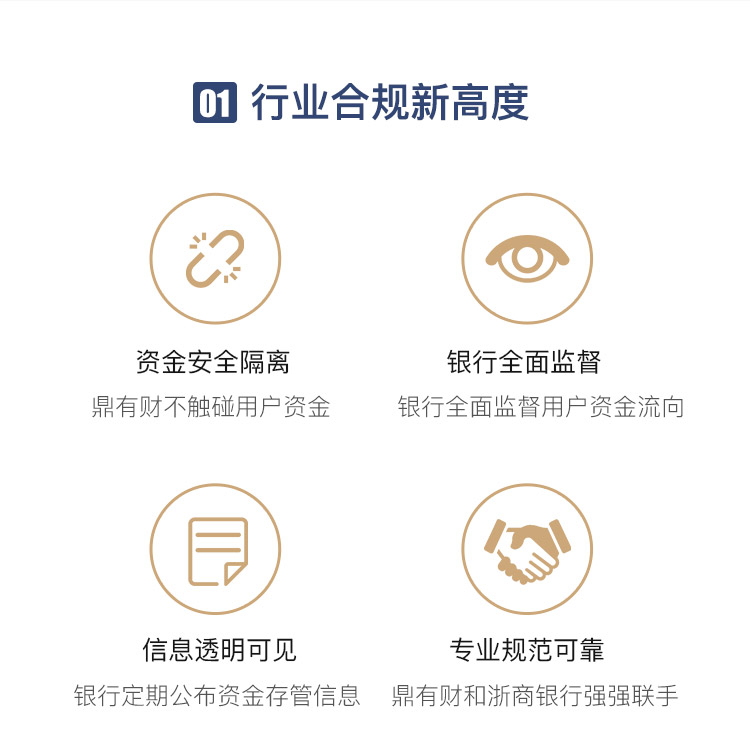 01 行业合规新高度
资金安全隔离
银行全面监督
鼎有财不触碰用户资金
银行全面监督用户资金流向
信息透明可见
专业规范可靠
银行定期公布资金存管信息
鼎有财和浙商银行强强联手